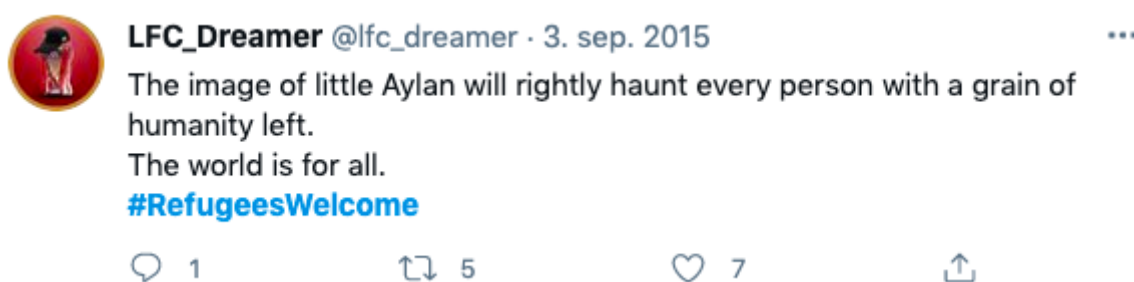 LFC_Dreamer @lfc_dreamer · 3. sep. 2015
The image of little Aylan will rightly haunt every person with a grain of
humanity left.
The world is for all.
#RefugeesWelcome
1 5 7